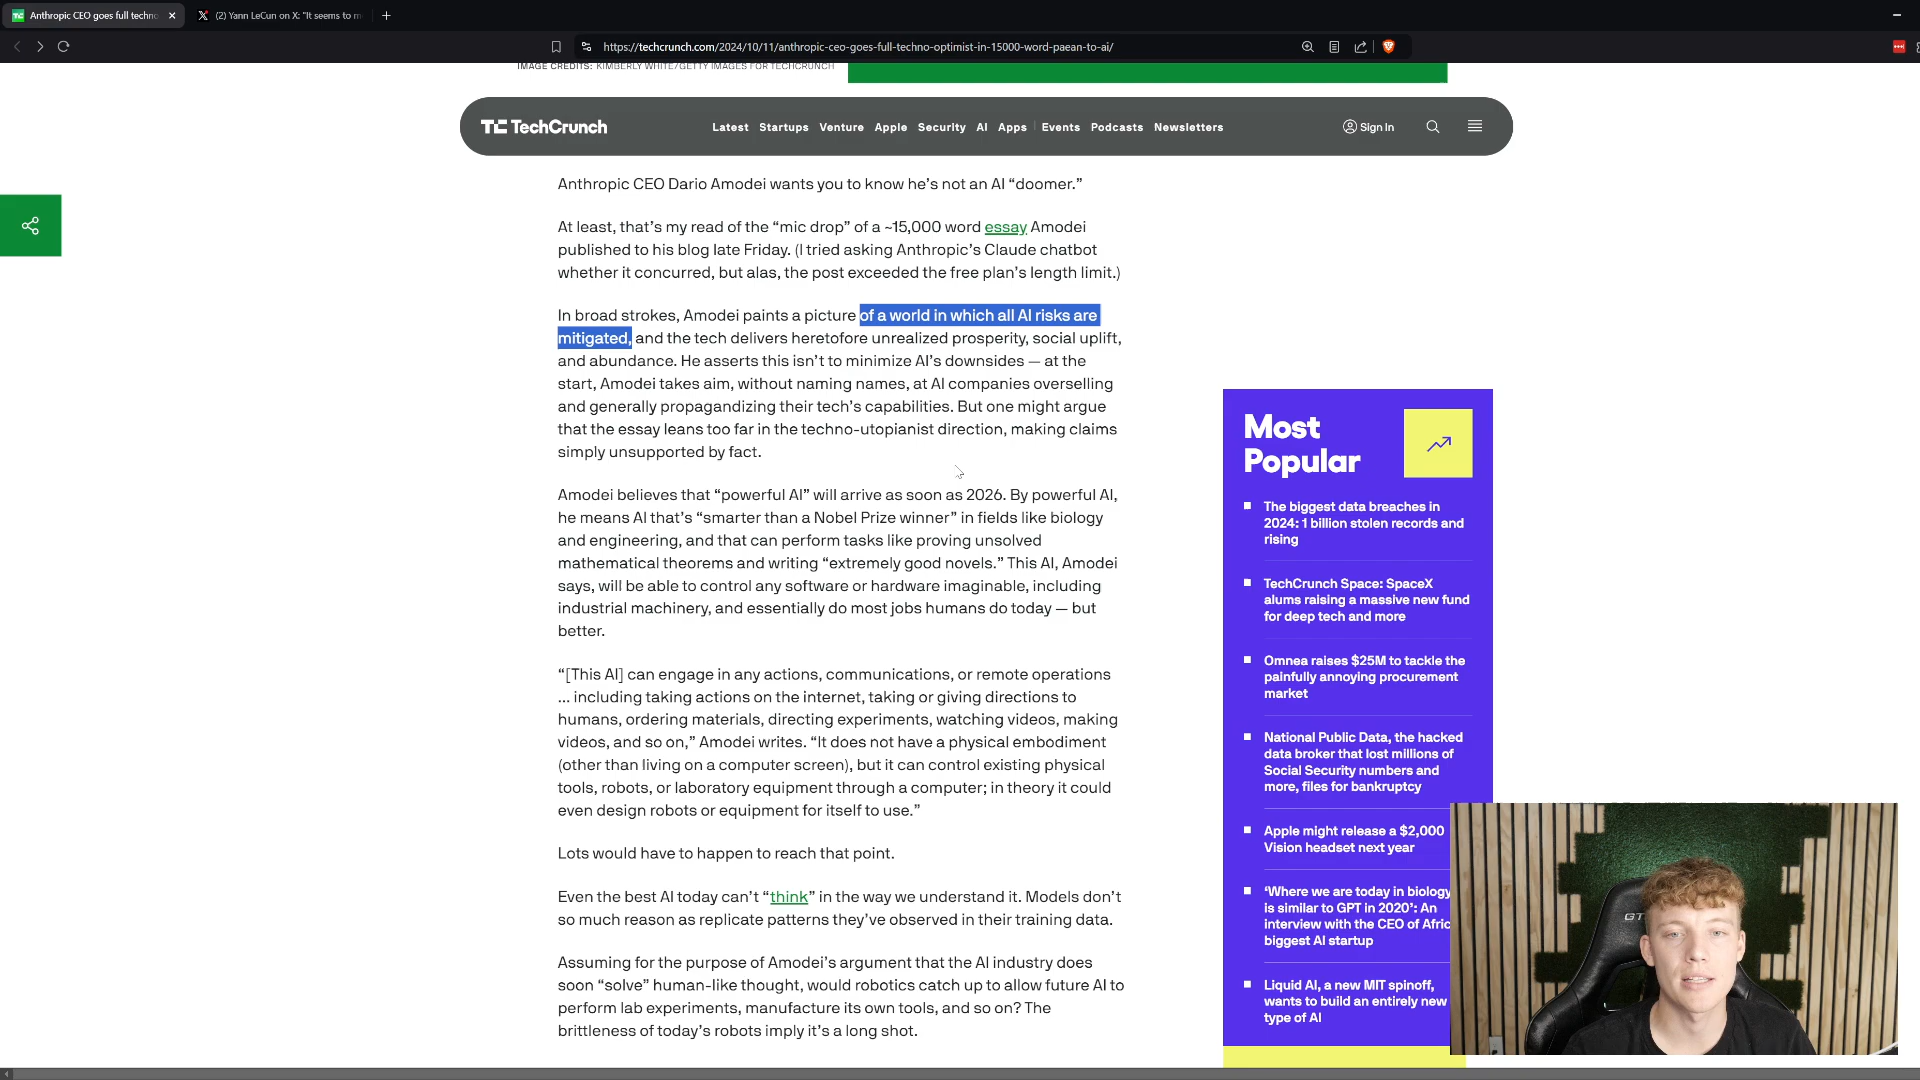 Anthropic CEO goes full techno
(2) Yann LeCun on X: "It seems to m
https://techcrunch.com/2024/10/11/anthropic-ceo-goes-full-techno-optimist-in-15000-word-paean-to-ai/
IMAGE CREDITS: KIMBERLY WHITE/GETTY IMAGES FOR TECHCRUNCH
TechCrunch
Latest Startups Venture Apple Security AI Apps Events Podcasts Newsletters
Sign In
Anthropic CEO Dario Amodei wants you to know he’s not an AI “doomer.”
At least, that’s my read of the “mic drop” of a ~15,000 word essay Amodei
published to his blog late Friday. (I tried asking Anthropic’s Claude chatbot
whether it concurred, but alas, the post exceeded the free plan’s length limit.)
In broad strokes, Amodei paints a picture of a world in which all AI risks are
mitigated, and the tech delivers heretofore unrealized prosperity, social uplift,
and abundance. He asserts this isn’t to minimize AI’s downsides — at the
start, Amodei takes aim, without naming names, at AI companies overselling
and generally propagandizing their tech’s capabilities. But one might argue
that the essay leans too far in the techno-utopianist direction, making claims
simply unsupported by fact.
Amodei believes that “powerful AI” will arrive as soon as 2026. By powerful AI,
he means AI that’s “smarter than a Nobel Prize winner” in fields like biology
and engineering, and that can perform tasks like proving unsolved
mathematical theorems and writing “extremely good novels.” This AI, Amodei
says, will be able to control any software or hardware imaginable, including
industrial machinery, and essentially do most jobs humans do today — but
better.
“[This AI] can engage in any actions, communications, or remote operations
… including taking actions on the internet, taking or giving directions to
humans, ordering materials, directing experiments, watching videos, making
videos, and so on,” Amodei writes. “It does not have a physical embodiment
(other than living on a computer screen), but it can control existing physical
tools, robots, or laboratory equipment through a computer; in theory it could
even design robots or equipment for itself to use.”
Lots would have to happen to reach that point.
Even the best AI today can’t “think” in the way we understand it. Models don’t
so much reason as replicate patterns they’ve observed in their training data.
Assuming for the purpose of Amodei’s argument that the AI industry does
soon “solve” human-like thought, would robotics catch up to allow future AI to
perform lab experiments, manufacture its own tools, and so on? The
brittleness of today’s robots imply it’s a long shot.
Most
Popular
The biggest data breaches in
2024: 1 billion stolen records and
rising
TechCrunch Space: SpaceX
alums raising a massive new fund
for deep tech and more
Omnea raises $25M to tackle the
painfully annoying procurement
market
National Public Data, the hacked
data broker that lost millions of
Social Security numbers and
more, files for bankruptcy
Apple might release a $2,000
Vision headset next year
‘Where we are today in biology
is similar to GPT in 2020’: An
interview with the CEO of Afric
biggest AI startup
Liquid AI, a new MIT spinoff,
wants to build an entirely new
type of AI